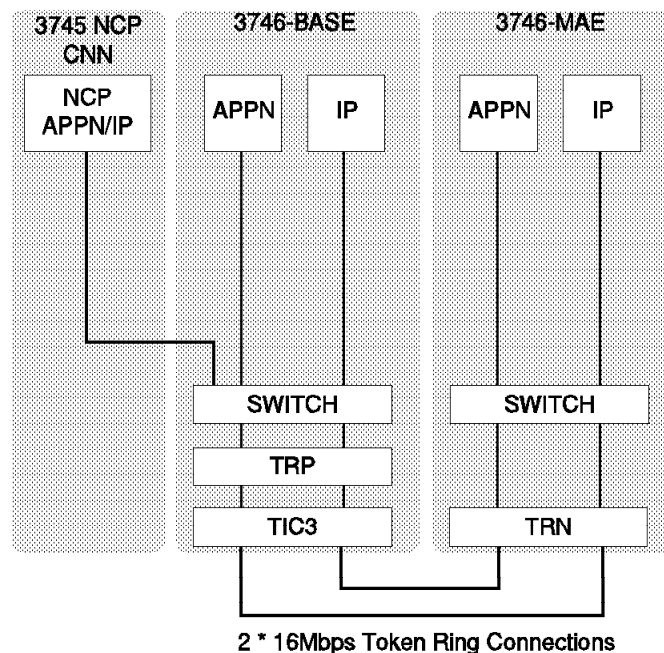 3745 NCP
CNN
3746-BASE
3746-MAE
NCP
APPN/IP
APPN
IP
APPN
IP
SWITCH
SWITCH
TRP
TIC3
TRN
2 * 16Mbps Token Ring Connections